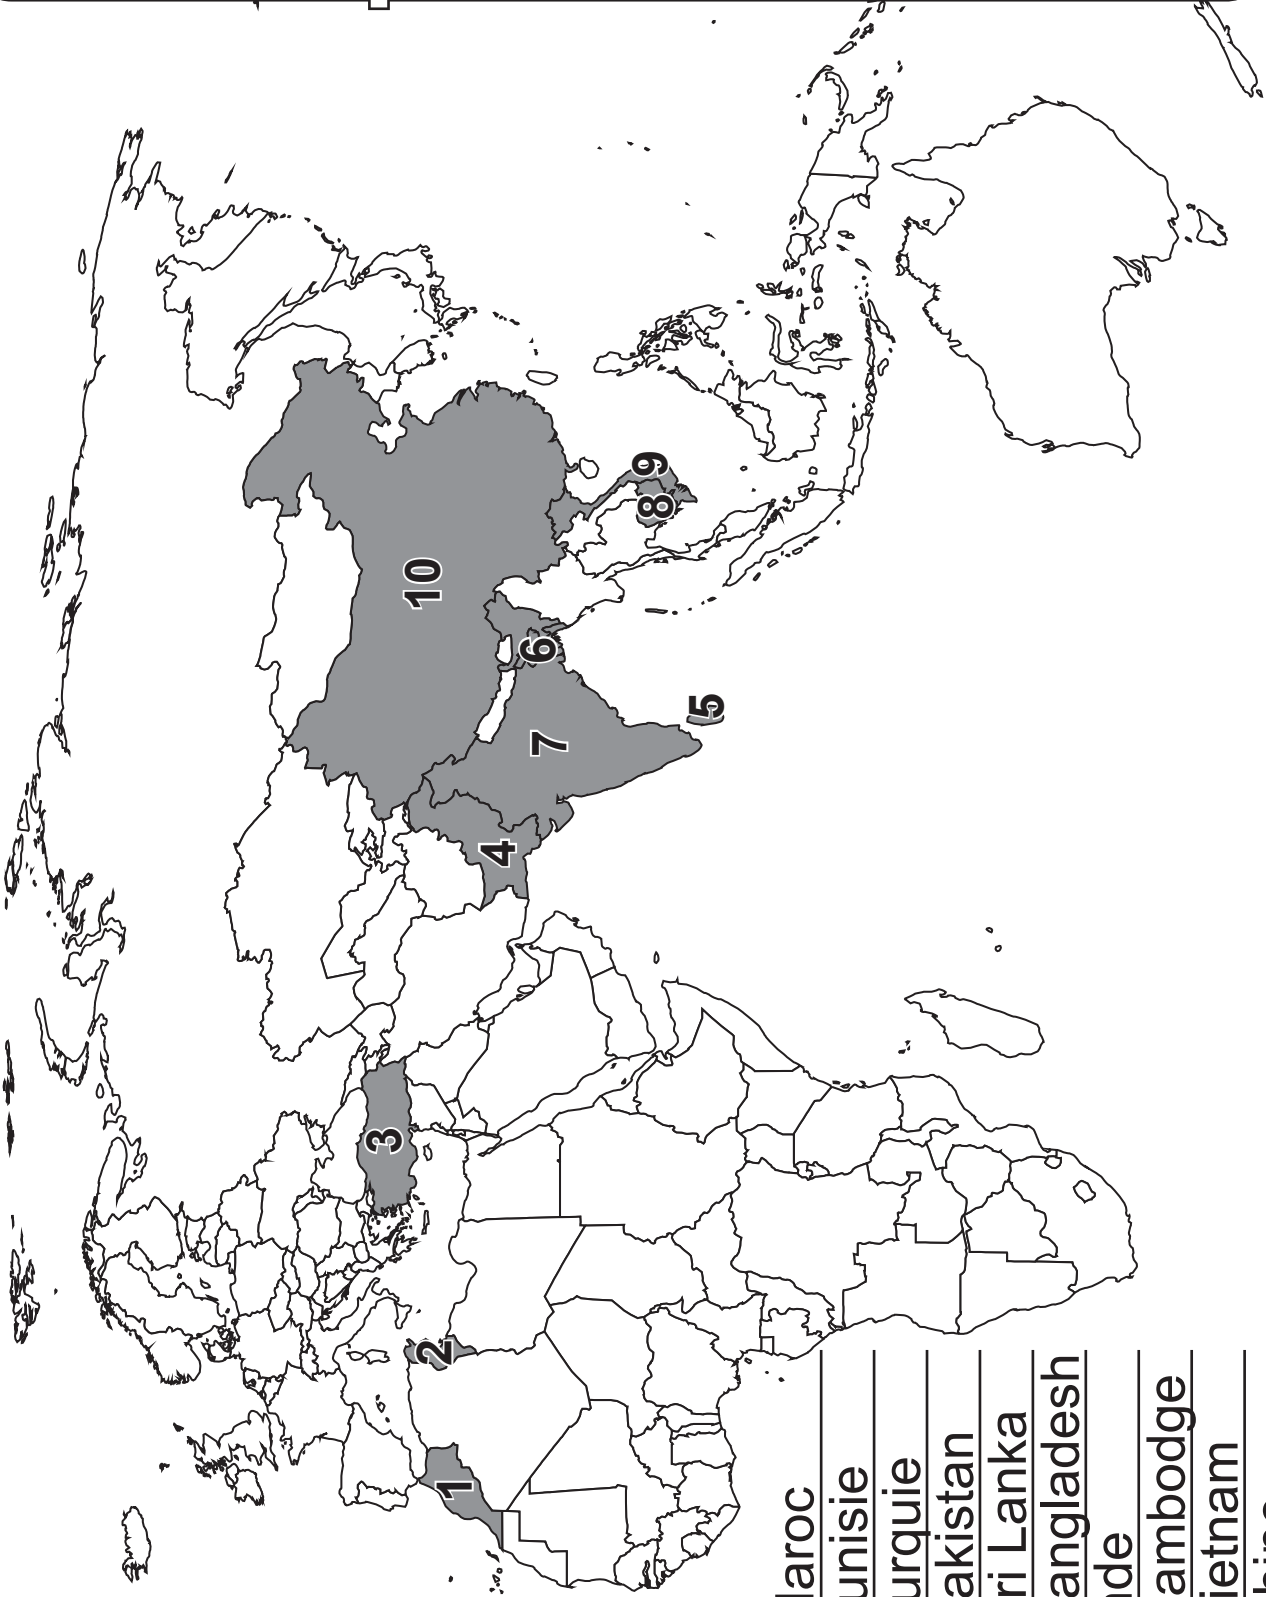 1
2
3
4
5
6
7
8
9
10
aroc
unisie
urquie
akistan
ri Lanka
angladesh
de
ambodge
ietnam